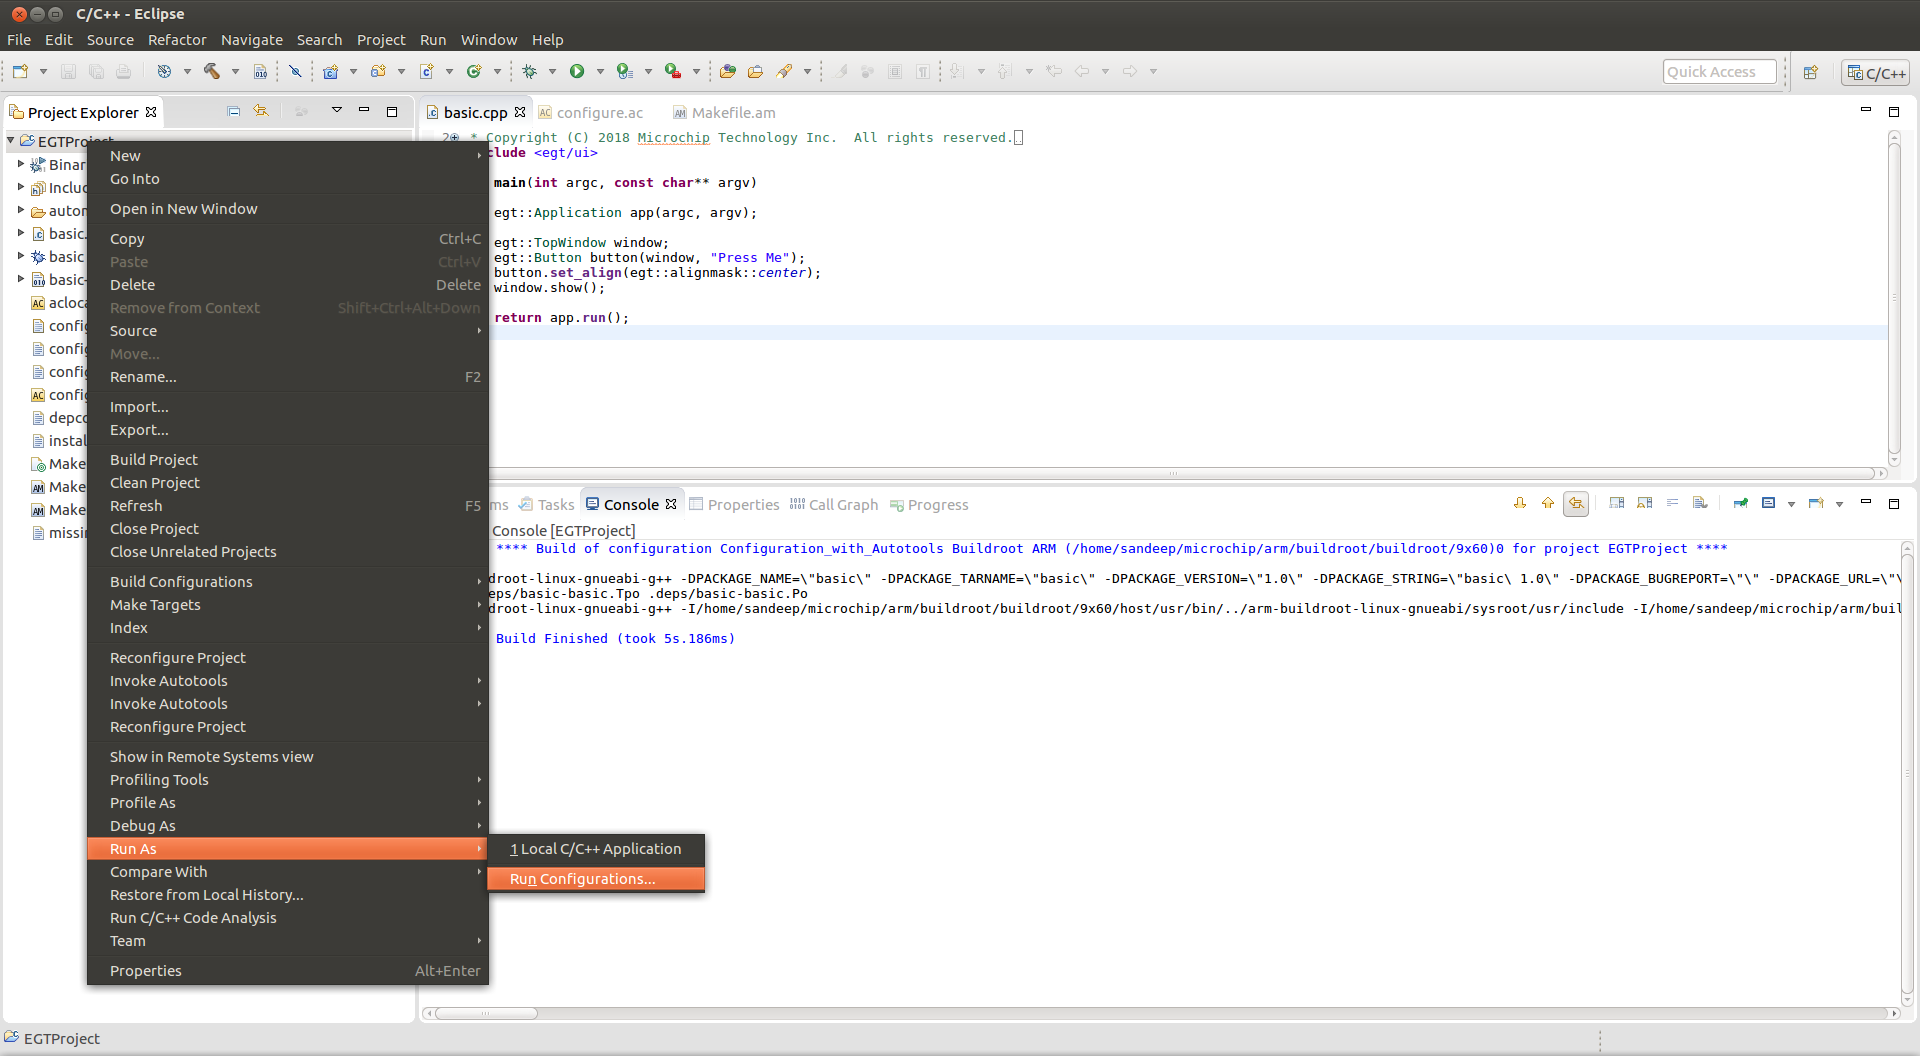 C/C++ - Eclipse
File Edit Source Refactor Navigate Search Project Run Window Help
Quick Access C/C++
Project Explorer
EGTProject
Binar
Includ
auton
basic.
basic
basic-
acloca
config
config
config
config
depco
instal
Make
Make
Make
missin
New
Go Into
Open in New Window
Copy Ctrl+C
Paste Ctrl+V
Delete Delete
Remove from Context Shift+Ctrl+Alt+Down
Source
Move...
Rename... F2
Import...
Export...
Build Project
Clean Project
Refresh F5
Close Project
Close Unrelated Projects
Build Configurations
Make Targets
Index
Reconfigure Project
Invoke Autotools
Invoke Autotools
Reconfigure Project
Show in Remote Systems view
Profiling Tools
Profile As
Debug As
Run As
Compare With
Restore from Local History...
Run C/C++ Code Analysis
Team
Properties Alt+Enter
1 Local C/C++ Application
Run Configurations...
basic.cpp configure.ac Makefile.am
2 * Copyright (C) 2018 Microchip Technology Inc.  All rights reserved.
clude <egt/ui>
main(int argc, const char** argv)
egt::Application app(argc, argv);
egt::TopWindow window;
egt::Button button(window, "Press Me");
button.set_align(egt::alignmask::center);
window.show();
return app.run();
ms Tasks Console Properties Call Graph Progress
Console [EGTProject]
**** Build of configuration Configuration_with_Autotools Buildroot ARM (/home/sandeep/microchip/arm/buildroot/buildroot/9x60)0 for project EGTProject ****
droot-linux-gnueabi-g++ -DPACKAGE_NAME=\"basic\" -DPACKAGE_TARNAME=\"basic\" -DPACKAGE_VERSION=\"1.0\" -DPACKAGE_STRING=\"basic\ 1.0\" -DPACKAGE_BUGREPORT=\"\" -DPACKAGE_URL=\"\
eps/basic-basic.Tpo .deps/basic-basic.Po
droot-linux-gnueabi-g++ -I/home/sandeep/microchip/arm/buildroot/buildroot/9x60/host/usr/bin/../arm-buildroot-linux-gnueabi/sysroot/usr/include -I/home/sandeep/microchip/arm/buil
Build Finished (took 5s.186ms)
EGTProject